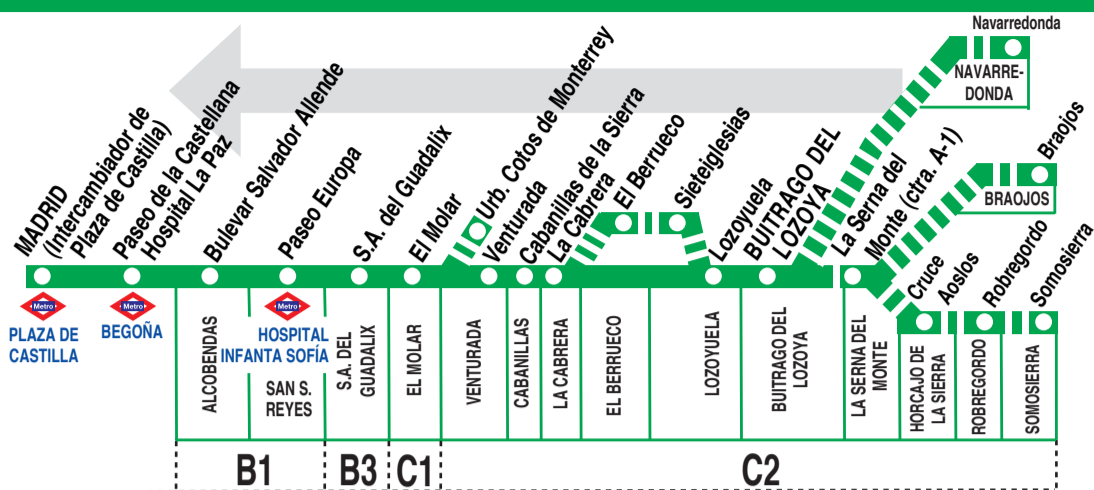 Navarredonda
NAVARRE-
DONDA
Braojos
BRAOJOS
MADRID
(Intercambiador de
Plaza de Castilla)
Paseo de la Castellana
Hospital La Paz
Bulevar Salvador Allende
Paseo Europa
S.A. del Guadalix
El Molar
Urb. Cotos de Monterrey
Venturada
Cabanillas de la Sierra
La Cabrera
El Berrueco
Sieteiglesias
Lozoyuela
BUITRAGO DEL
LOZOYA
La Serna del
Monte (ctra. A-1)
Cruce
Aoslos
Robregordo
Somosierra
Metro
PLAZA DE
CASTILLA
Metro
BEGOÑA
Metro
HOSPITAL
INFANTA SOFÍA
ALCOBENDAS
SAN S.
REYES
S.A. DEL
GUADALIX
EL MOLAR
VENTURADA
CABANILLAS
LA CABRERA
EL BERRUECO
LOZOYUELA
BUITRAGO DEL
LOZOYA
LA SERNA DEL
MONTE
HORCAJO DE
LA SIERRA
ROBREGORDO
SOMOSIERRA
B1
B3
C1
C2